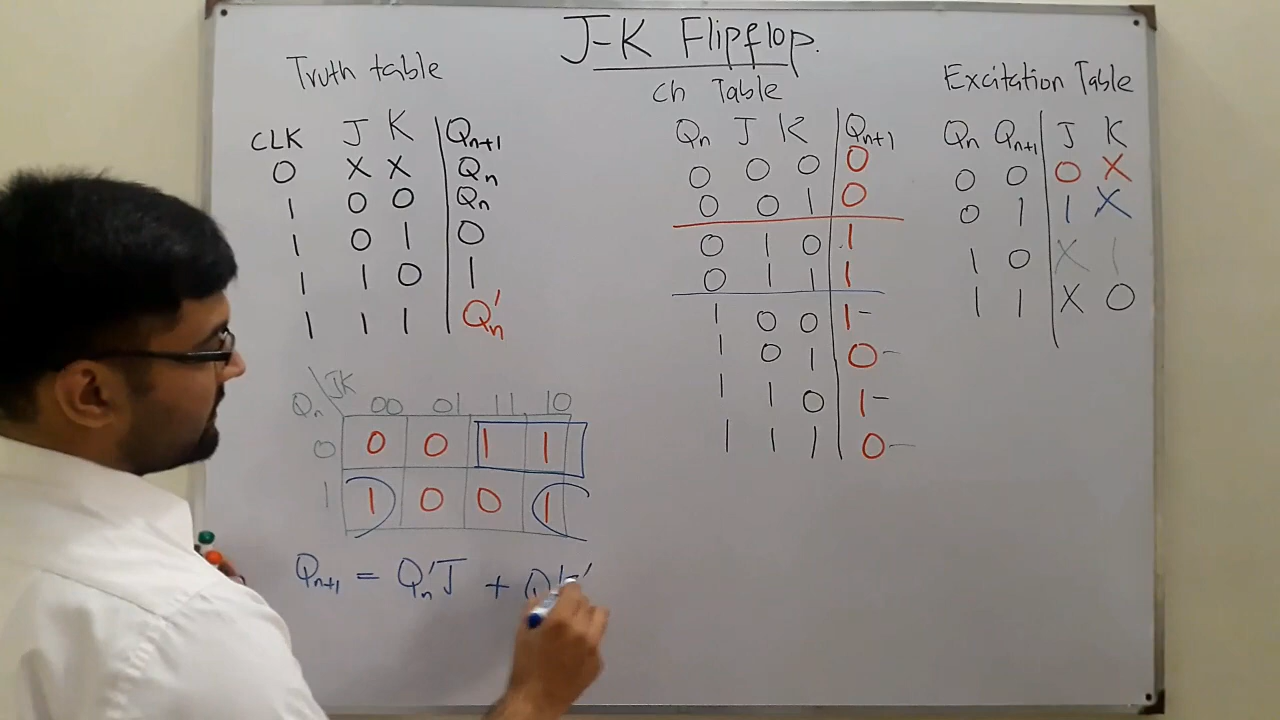 J-K Flipflop.
Truth table
CLK J K Qn+1
0 X X Qn
1 0 0 Qn
1 0 1 0
1 1 0 1
1 1 1 Qn'
Qn JK 00 01 11 10
0 0 0 1 1
1 1 0 0 1
Qn+1 = Qn'J +
Ch Table
Qn J K Qn+1
0 0 0 0
0 0 1 0
0 1 0 1
0 1 1 1
1 0 0 1-
1 0 1 0-
1 1 0 1-
1 1 1 0-
Excitation Table
Qn Qn+1 J K
0 0 0 X
0 1 1 X
1 0 X 1
1 1 X 0